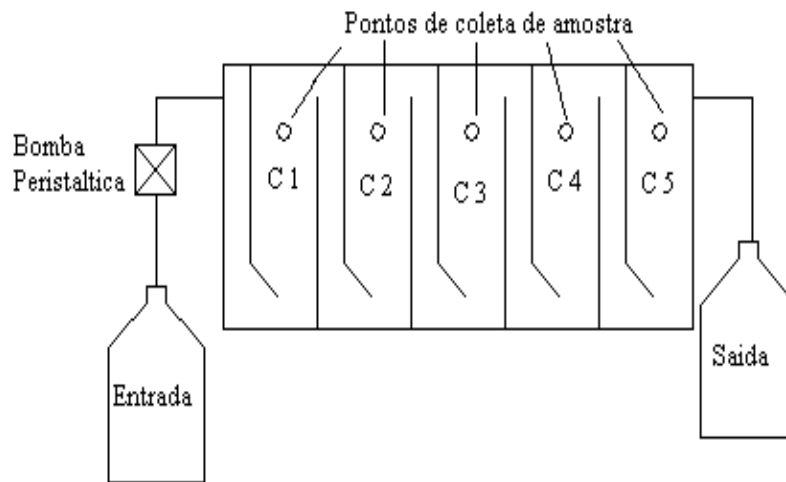 Pontos de coleta de amostra
Bomba
Peristaltica
C 1
C 2
C 3
C 4
C 5
Entrada
Saida